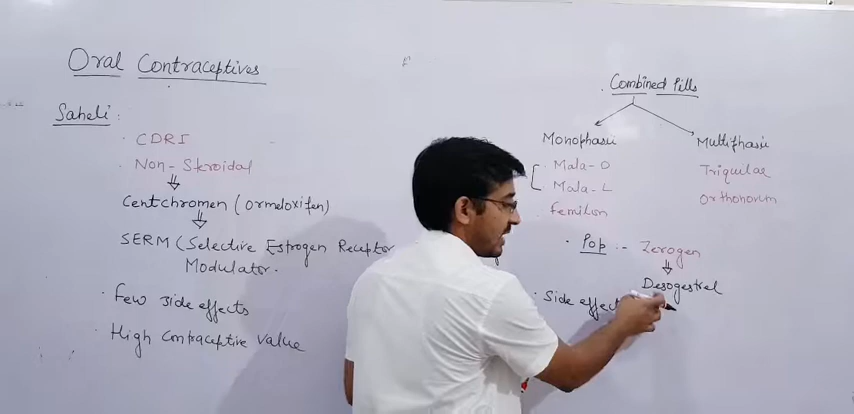 Oral Contraceptives
Saheli :
· CDRI
· Non-Steroidal
Centchroman (Ormeloxifen)
SERM (Selective Estrogen Receptor
Modulator.
· Few side effects
· High Contraceptive Value
· Combined Pills
Monophasic
Mala-D
Mala-L
Femilon
Multiphasic
Triquilar
Orthonovum
· Pop :- Zerogen
Desogestrel
· Side effect